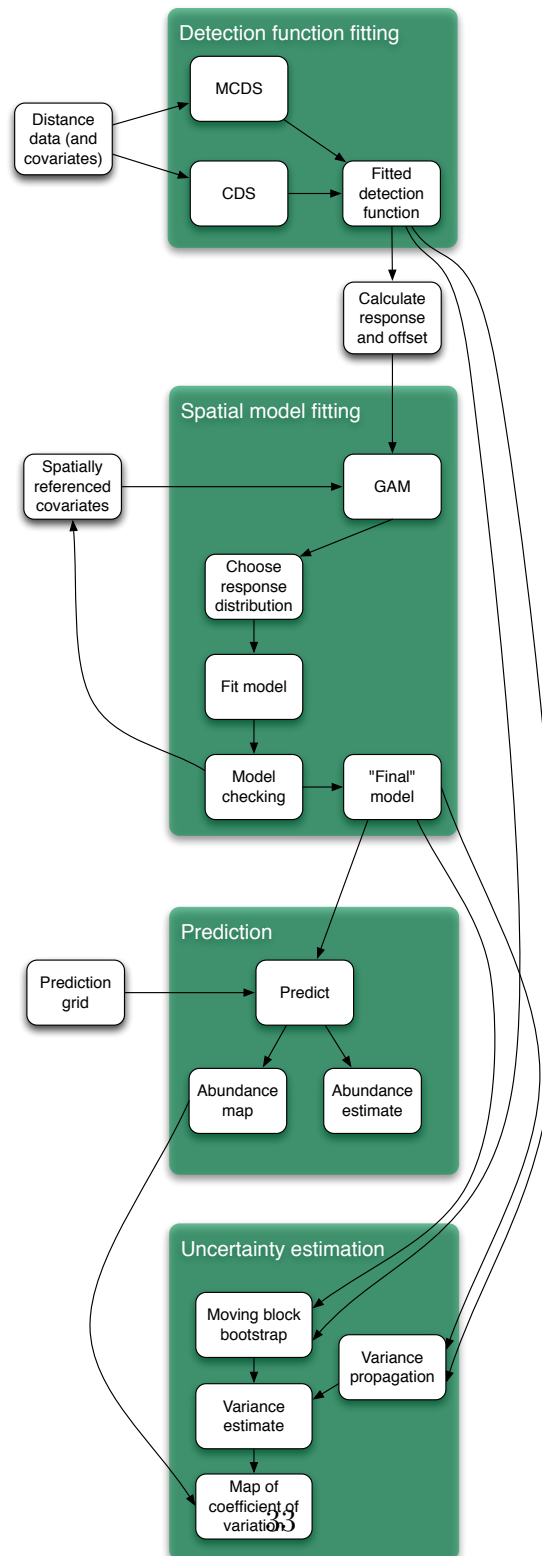 Detection function fitting
MCDS
Distance
data (and
covariates)
CDS
Fitted
detection
function
Calculate
response
and offset
Spatial model fitting
Spatially
referenced
covariates
GAM
Choose
response
distribution
Fit model
Model
checking
"Final"
model
Prediction
Prediction
grid
Predict
Abundance
map
Abundance
estimate
Uncertainty estimation
Moving block
bootstrap
Variance
propagation
Variance
estimate
Map of
coefficient of
variation
33